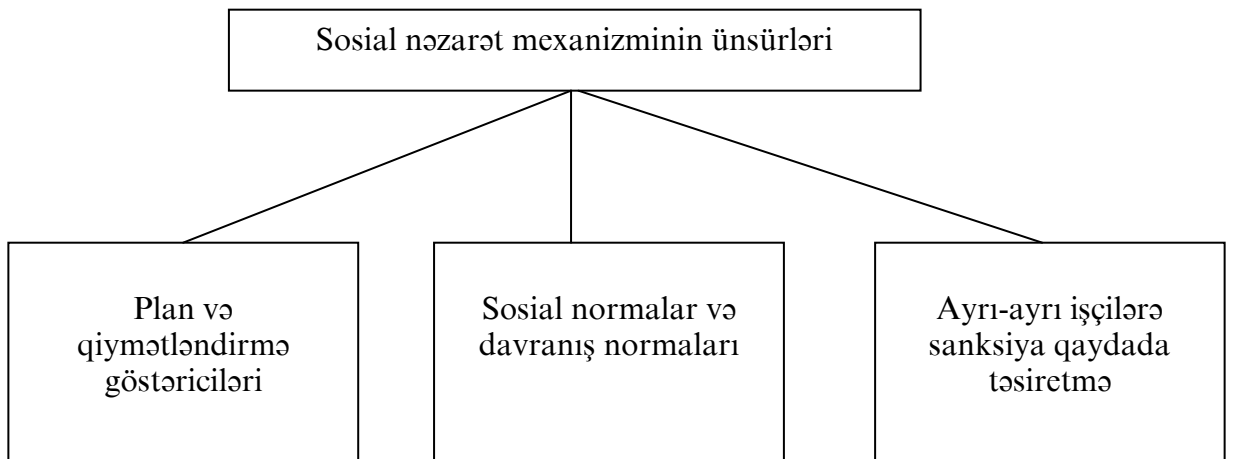 Sosial nəzarət mexanizminin ünsürləri
Plan və
qiymətləndirmə
göstəriciləri
Sosial normalar və
davranış normaları
Ayrı-ayrı işçilərə
sanksiya qaydada
təsiretmə